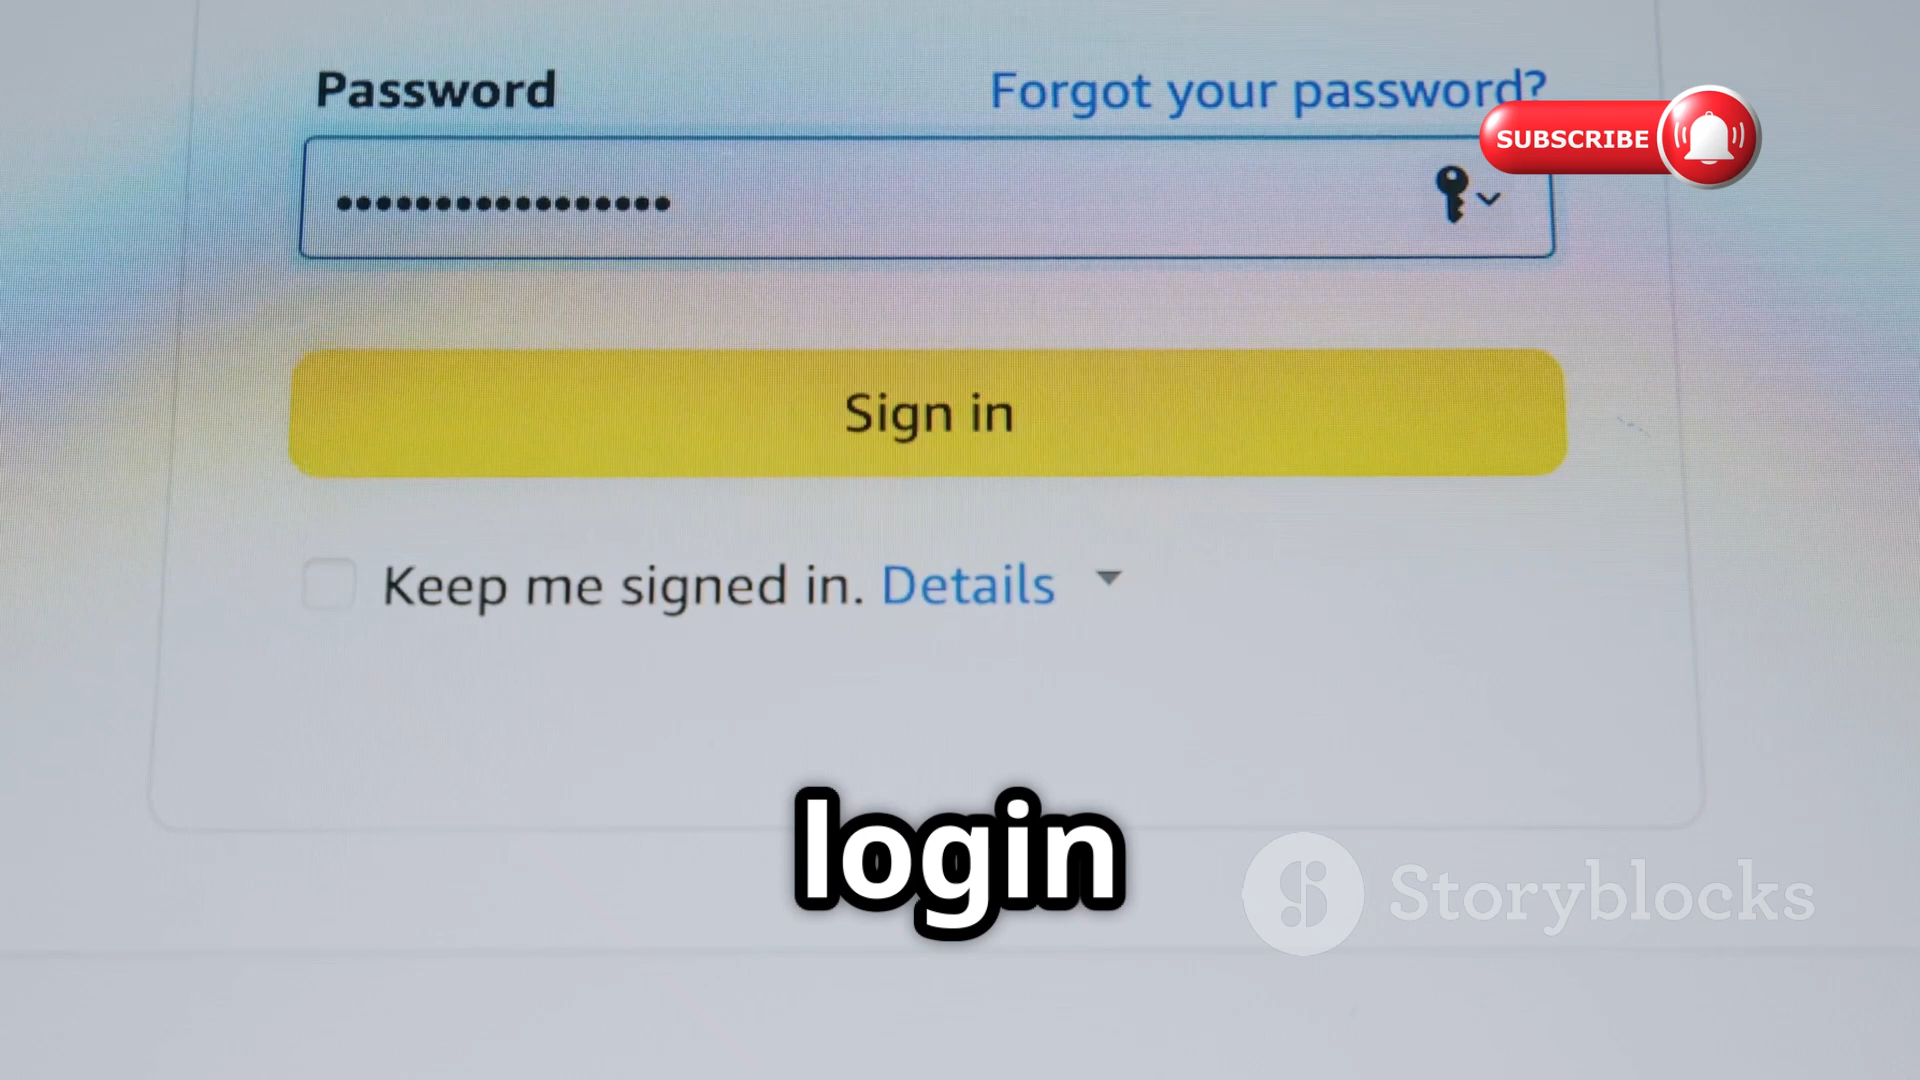 Password
Forgot your password?
SUBSCRIBE
•••••••••••••••••
Sign in
Keep me signed in. Details
login
Storyblocks